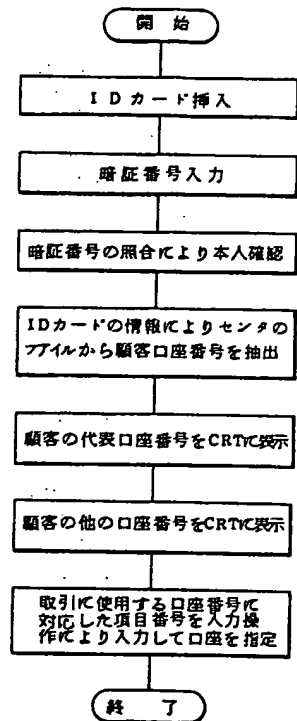 開始
IDカード挿入
暗証番号入力
暗証番号の照合により本人確認
IDカードの情報によりセンタの
ファイルから顧客口座番号を抽出
顧客の代表口座番号をCRTに表示
顧客の他の口座番号をCRTに表示
取引に使用する口座番号に
対応した項目番号を入力操
作により入力して口座を指定
終了